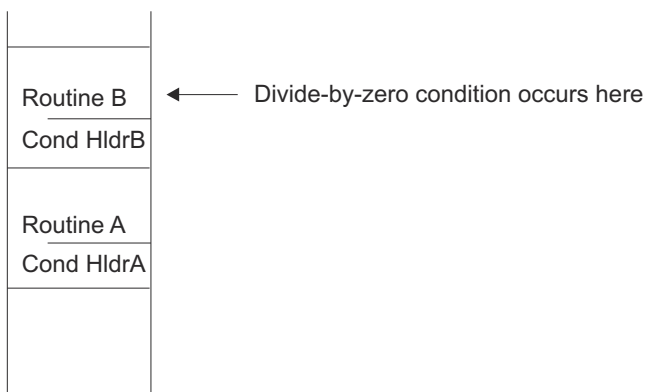 Routine B
Divide-by-zero condition occurs here
Cond HldrB
Routine A
Cond HldrA